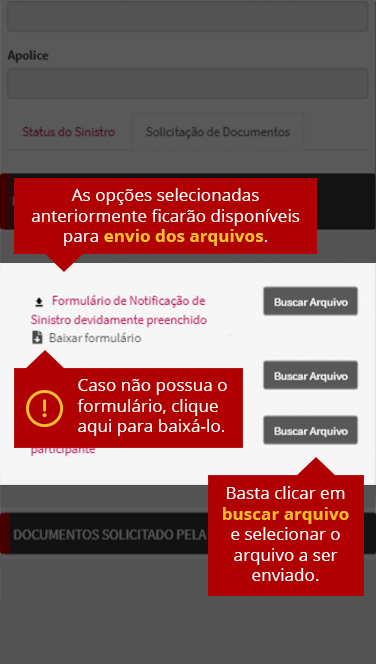 Apolice
Status do Sinistro
Solicitação de Documentos
As opções selecionadas
anteriormente ficarão disponíveis
para envio dos arquivos.
Formulário de Notificação de
Sinistro devidamente preenchido
Buscar Arquivo
Baixar formulário
Buscar Arquivo
Caso não possua o
formulário, clique
aqui para baixá-lo.
Buscar Arquivo
participante
Basta clicar em
buscar arquivo
e selecionar o
arquivo a ser
enviado.
DOCUMENTOS SOLICITADO PELA